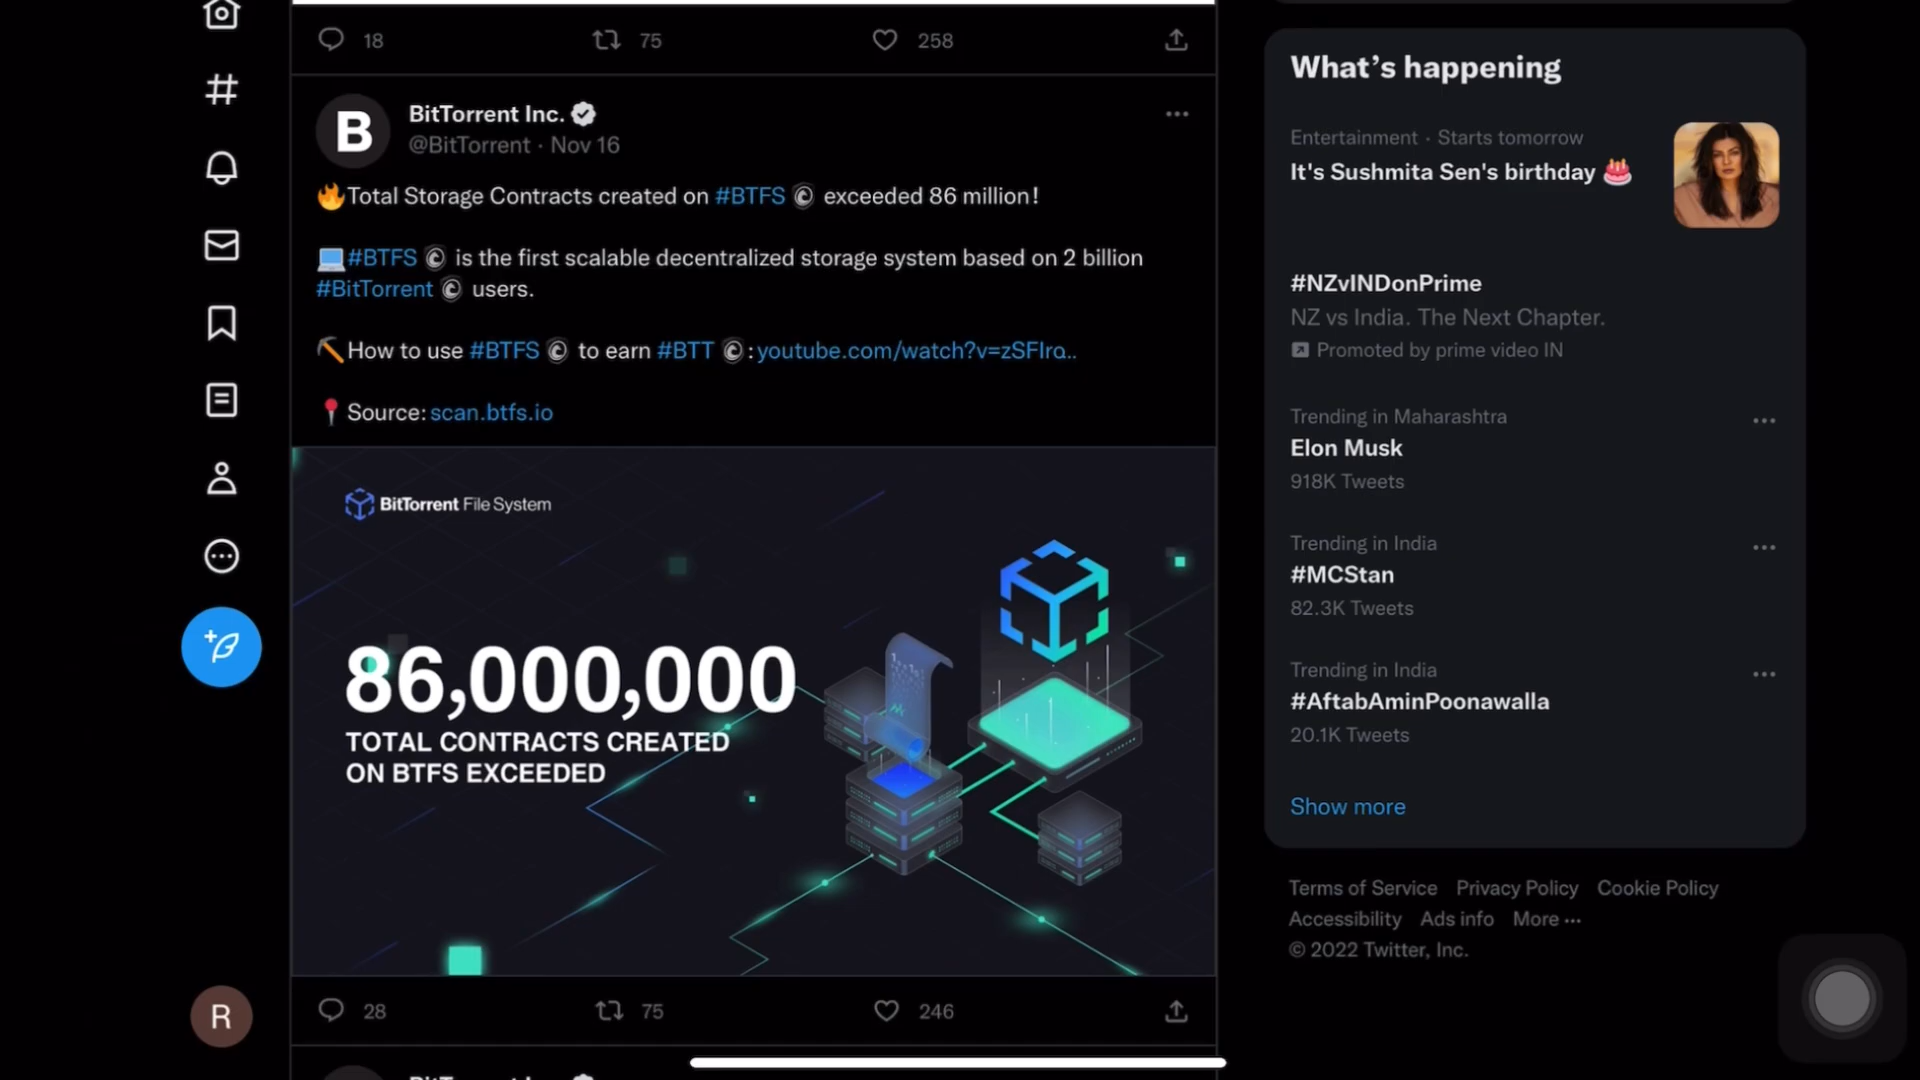 18
75
258
BitTorrent Inc.
@BitTorrent · Nov 16
🔥Total Storage Contracts created on #BTFS exceeded 86 million!
💻#BTFS is the first scalable decentralized storage system based on 2 billion
#BitTorrent users.
⛏️How to use #BTFS to earn #BTT : youtube.com/watch?v=zSFIra..
📍Source: scan.btfs.io
BitTorrent File System
86,000,000
TOTAL CONTRACTS CREATED
ON BTFS EXCEEDED
28
75
246
R
What's happening
Entertainment · Starts tomorrow
It's Sushmita Sen's birthday 🎂
#NZvINDonPrime
NZ vs India. The Next Chapter.
Promoted by prime video IN
Trending in Maharashtra
Elon Musk
918K Tweets
Trending in India
#MCStan
82.3K Tweets
Trending in India
#AftabAminPoonawalla
20.1K Tweets
Show more
Terms of Service Privacy Policy Cookie Policy
Accessibility Ads info More ···
© 2022 Twitter, Inc.